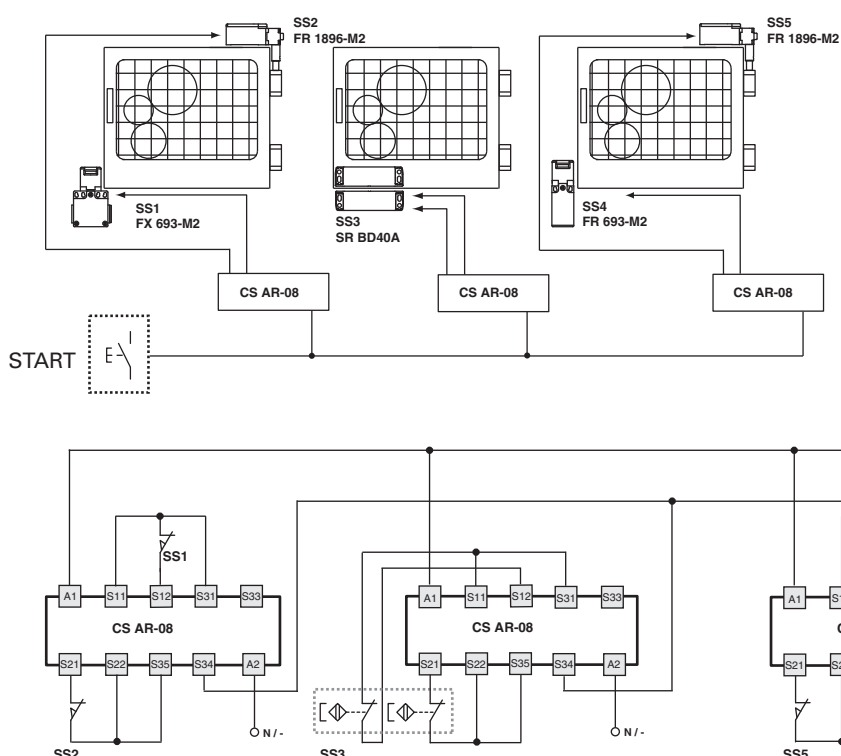 SS2
FR 1896-M2
SS5
FR 1896-M2
SS1
FX 693-M2
SS3
SR BD40A
SS4
FR 693-M2
CS AR-08
CS AR-08
CS AR-08
START
E
SS1
A1 S11 S12 S31 S33
CS AR-08
S21 S22 S35 S34 A2
N / -
SS2
A1 S11 S12 S31 S33
CS AR-08
S21 S22 S35 S34 A2
N / -
SS3
A1
S21
SS5